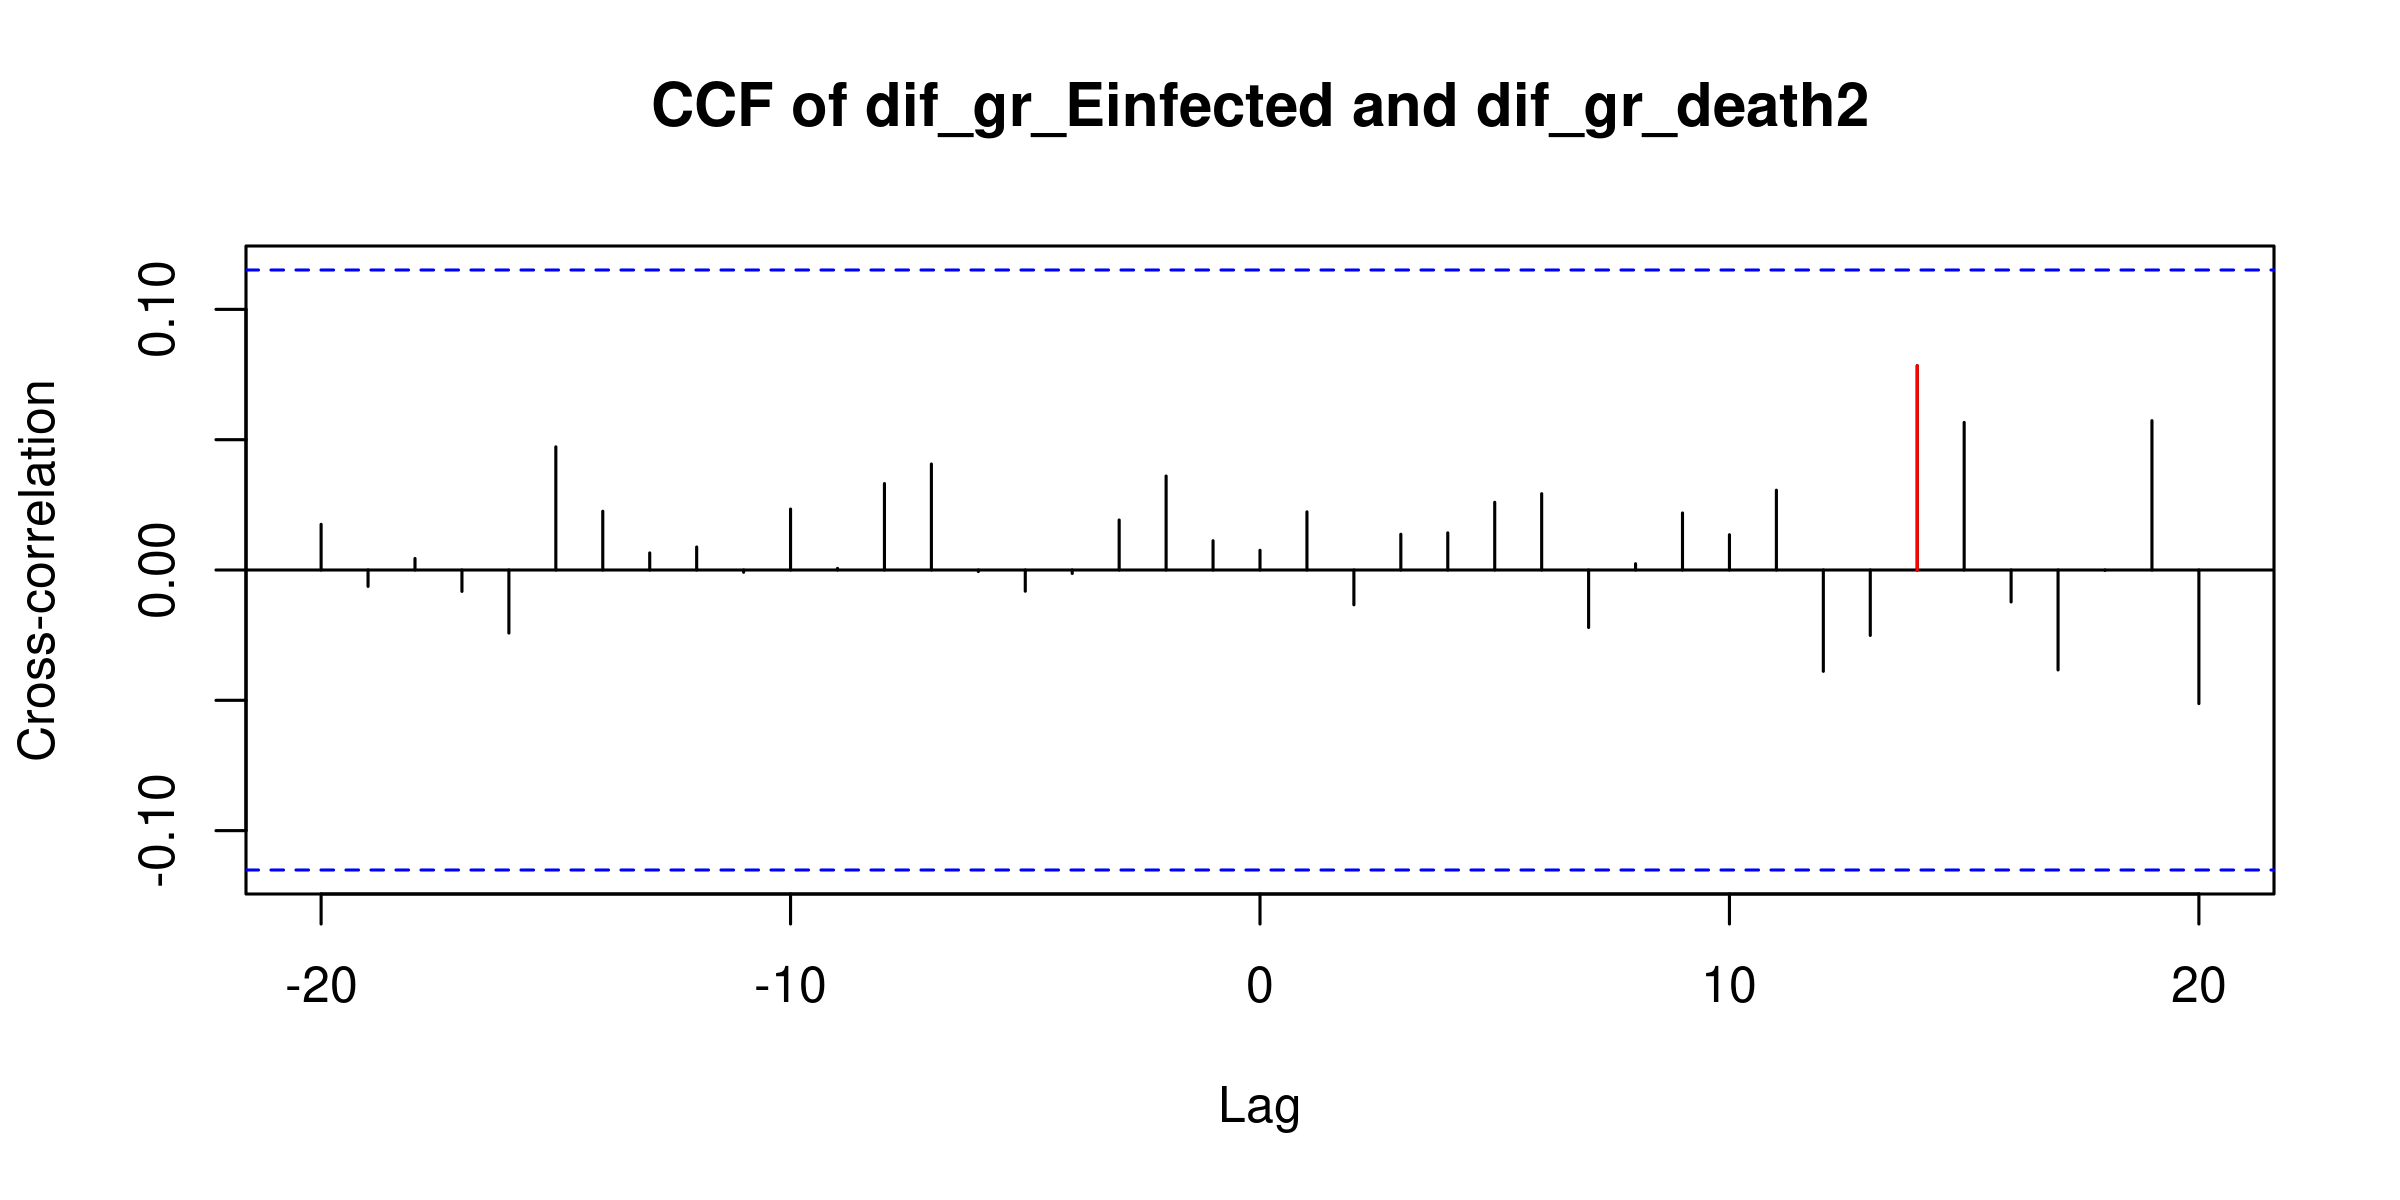 CCF of dif_gr_Einfected and dif_gr_death2
Cross-correlation
0.10
0.00
-0.10
-20 -10 0 10 20
Lag